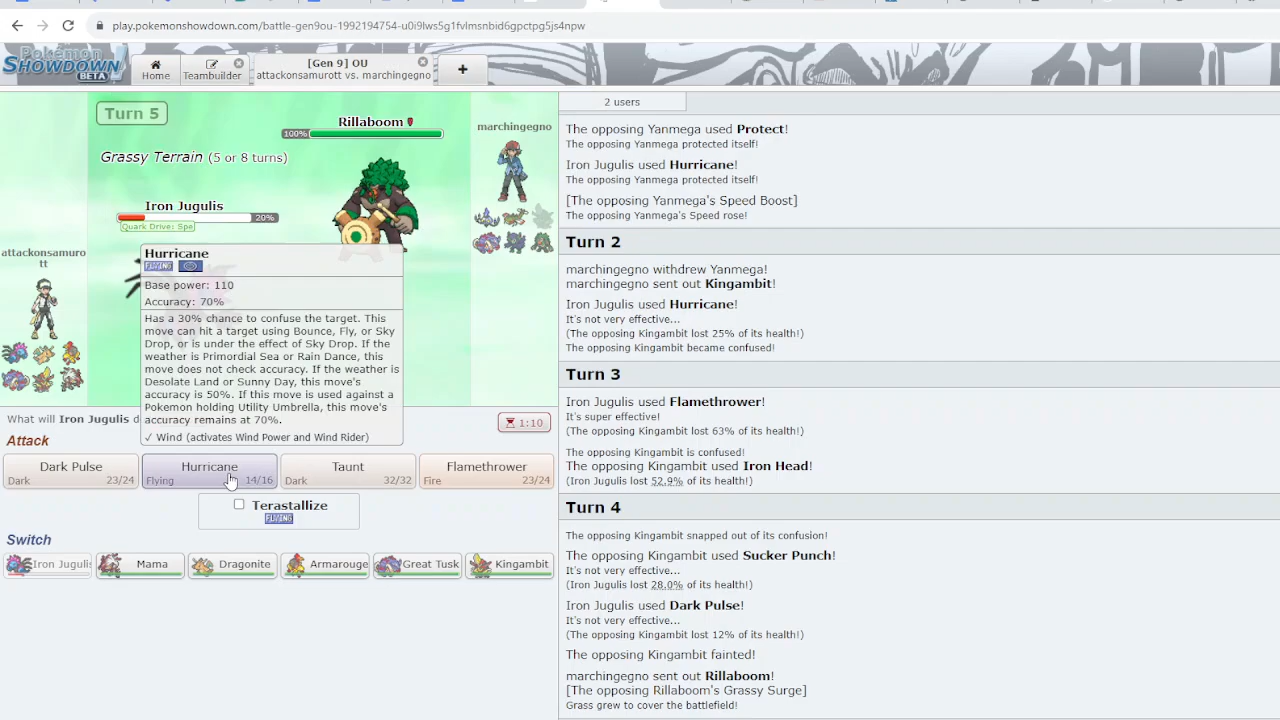 play.pokemonshowdown.com/battle-gen9ou-1992194754-u0i9lws5g1fvlmsnbid6gpctpg5js4npw
Pokémon
SHOWDOWN!
BETA
Home
Teambuilder
[Gen 9] OU
attackonsamurott vs. marchingegno
+
Turn 5
Rillaboom
100%
Grassy Terrain (5 or 8 turns)
Iron Jugulis
20%
Quark Drive: Spe
marchingegno
attackonsamuro
tt
Hurricane
FLYING
Base power: 110
Accuracy: 70%
Has a 30% chance to confuse the target. This
move can hit a target using Bounce, Fly, or Sky
Drop, or is under the effect of Sky Drop. If the
weather is Primordial Sea or Rain Dance, this
move does not check accuracy. If the weather is
Desolate Land or Sunny Day, this move's
accuracy is 50%. If this move is used against a
Pokemon holding Utility Umbrella, this move's
accuracy remains at 70%.
✓ Wind (activates Wind Power and Wind Rider)
What will Iron Jugulis d
1:10
Attack
Dark Pulse
Dark 23/24
Hurricane
Flying 14/16
Taunt
Dark 32/32
Flamethrower
Fire 23/24
Terastallize
FLYING
Switch
Iron Jugulis
Mama
Dragonite
Armarouge
Great Tusk
Kingambit
2 users
The opposing Yanmega used Protect!
The opposing Yanmega protected itself!
Iron Jugulis used Hurricane!
The opposing Yanmega protected itself!
[The opposing Yanmega's Speed Boost]
The opposing Yanmega's Speed rose!
Turn 2
marchingegno withdrew Yanmega!
marchingegno sent out Kingambit!
Iron Jugulis used Hurricane!
It's not very effective...
(The opposing Kingambit lost 25% of its health!)
The opposing Kingambit became confused!
Turn 3
Iron Jugulis used Flamethrower!
It's super effective!
(The opposing Kingambit lost 63% of its health!)
The opposing Kingambit is confused!
The opposing Kingambit used Iron Head!
(Iron Jugulis lost 52.9% of its health!)
Turn 4
The opposing Kingambit snapped out of its confusion!
The opposing Kingambit used Sucker Punch!
It's not very effective...
(Iron Jugulis lost 28.0% of its health!)
Iron Jugulis used Dark Pulse!
It's not very effective...
(The opposing Kingambit lost 12% of its health!)
The opposing Kingambit fainted!
marchingegno sent out Rillaboom!
[The opposing Rillaboom's Grassy Surge]
Grass grew to cover the battlefield!